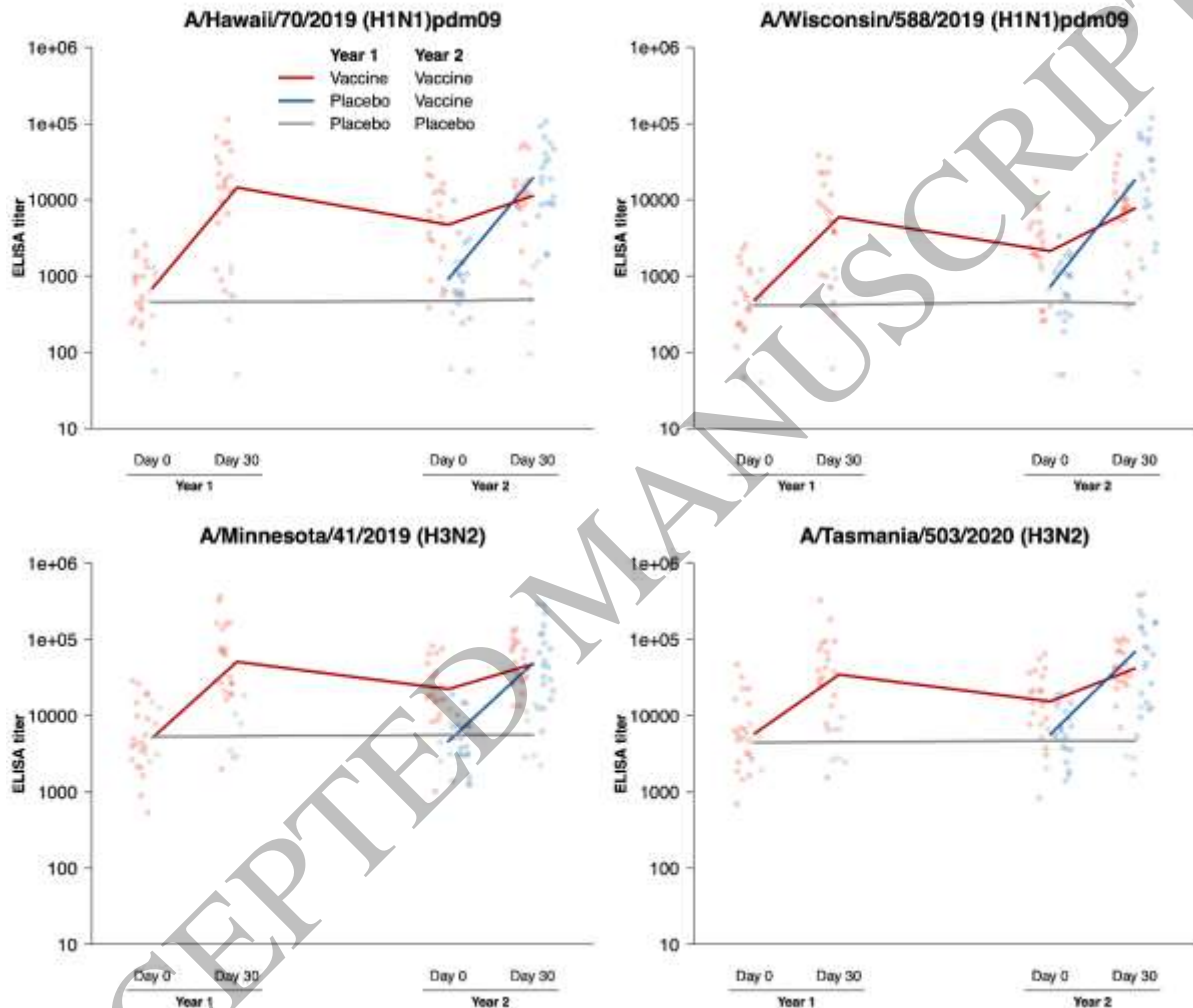 A/Hawaii/70/2019 (H1N1)pdm09
1e+06
1e+05
10000
1000
100
10
ELISA titer
Year 1 Year 2
Vaccine Vaccine
Placebo Vaccine
Placebo Placebo
Day 0 Day 30 Day 0 Day 30
Year 1 Year 2
A/Wisconsin/588/2019 (H1N1)pdm09
1e+06
1e+05
10000
1000
100
10
ELISA titer
Day 0 Day 30 Day 0 Day 30
Year 1 Year 2
A/Minnesota/41/2019 (H3N2)
1e+06
1e+05
10000
1000
100
10
ELISA titer
Day 0 Day 30 Day 0 Day 30
Year 1 Year 2
A/Tasmania/503/2020 (H3N2)
1e+06
1e+05
10000
1000
100
10
ELISA titer
Day 0 Day 30 Day 0 Day 30
Year 1 Year 2
CEPTED MANUSCRIPT